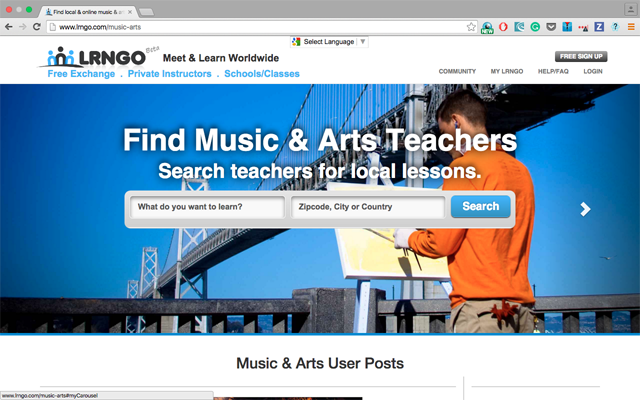 Find local & online music & ar
www.lrngo.com/music-arts
NEW
Select Language
LRNGO Beta
Meet & Learn Worldwide
FREE SIGN UP
Free Exchange . Private Instructors . Schools/Classes
COMMUNITY MY LRNGO HELP/FAQ LOGIN
Find Music & Arts Teachers
Search teachers for local lessons.
What do you want to learn? Zipcode, City or Country Search
Music & Arts User Posts
www.lrngo.com/music-arts#myCarousel